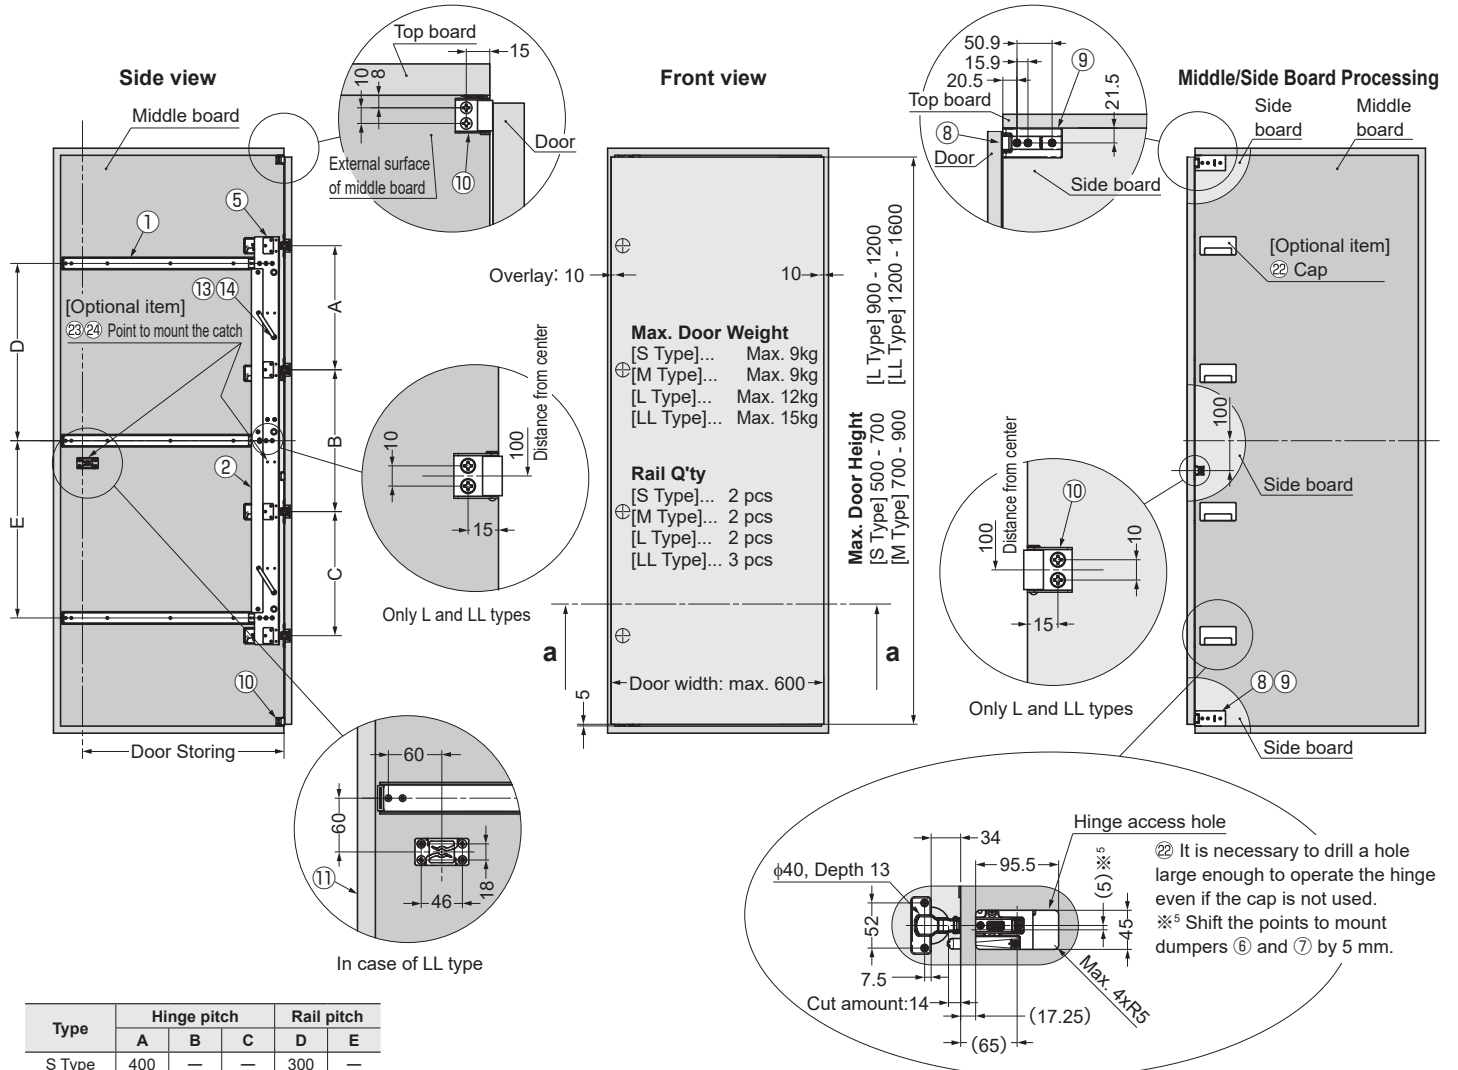 Side view
Middle board
Top board
15
10
8
Door
External surface
of middle board
⑩
⑤
①
⑬⑭
[Optional item]
㉓㉔ Point to mount the catch
A
D
B
②
E
C
⑩
Door Storing
10
100
Distance from center
15
Only L and LL types
60
60
⑪
46
18
In case of LL type
Front view
Overlay: 10
10
Max. Door Weight
[S Type]... Max. 9kg
[M Type]... Max. 9kg
[L Type]... Max. 12kg
[LL Type]... Max. 15kg
Rail Q'ty
[S Type]... 2 pcs
[M Type]... 2 pcs
[L Type]... 2 pcs
[LL Type]... 3 pcs
Max. Door Height
[S Type] 500 - 700
[M Type] 700 - 900
[L Type] 900 - 1200
[LL Type] 1200 - 1600
a
a
Door width: max. 600
5
50.9
15.9
20.5
⑨
21.5
Top board
⑧
Door
Side board
Middle/Side Board Processing
Side
board
Middle
board
[Optional item]
㉒ Cap
100
Side board
100
Distance from center
⑩
10
15
Only L and LL types
⑧⑨
Side board
Hinge access hole
34
95.5
(5)※5
φ40, Depth 13
52
45
7.5
Cut amount:14
Max. 4xR5
(17.25)
(65)
㉒ It is necessary to drill a hole
large enough to operate the hinge
even if the cap is not used.
※5 Shift the points to mount
dumpers ⑥ and ⑦ by 5 mm.
Type Hinge pitch Rail pitch
A B C D E
S Type 400 — — 300 —